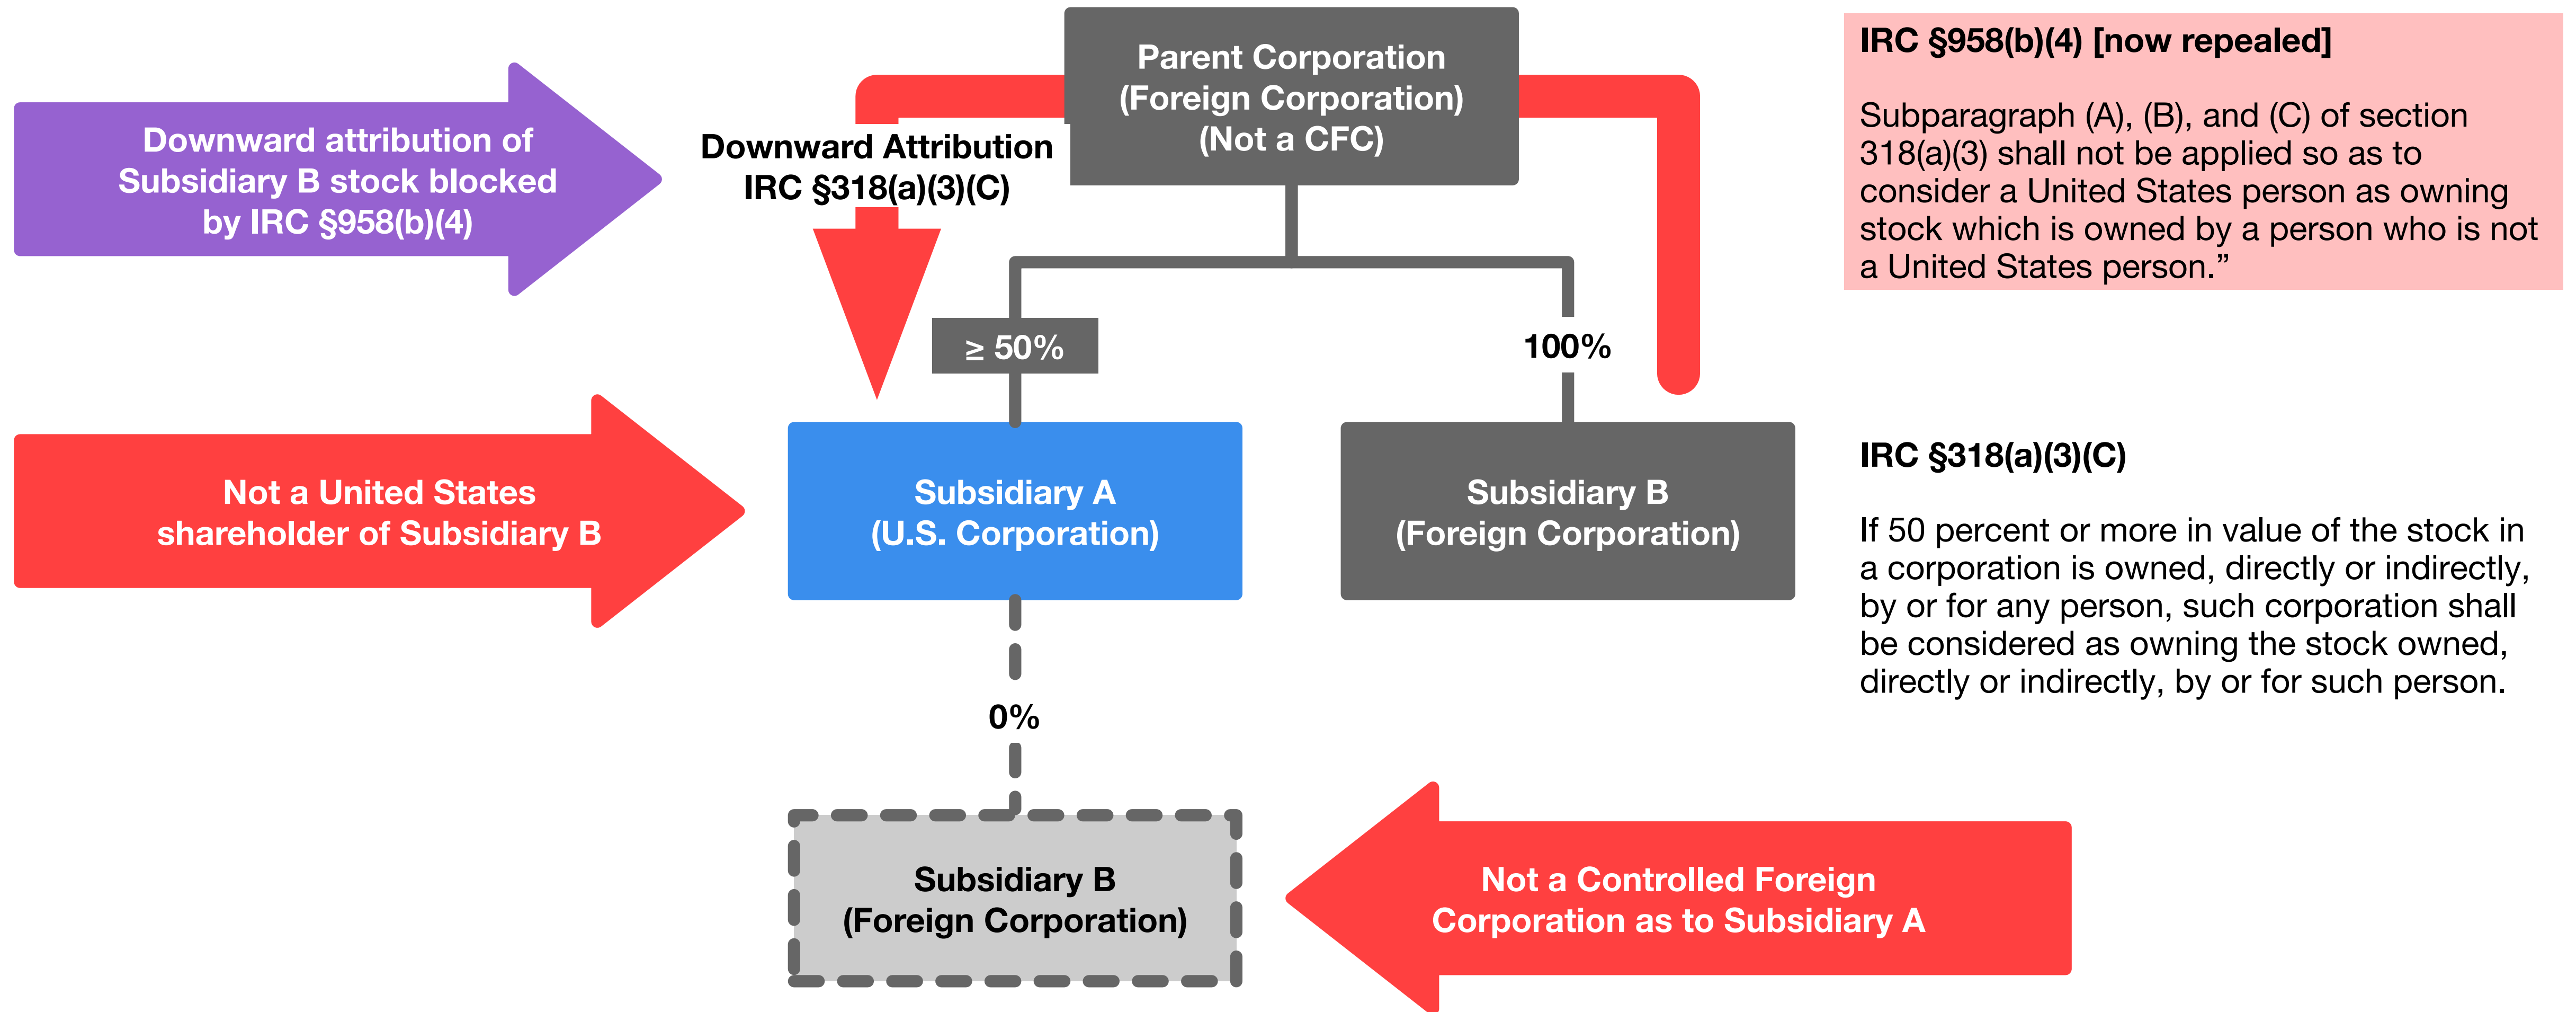 Parent Corporation
(Foreign Corporation)
(Not a CFC)
Downward attribution of
Subsidiary B stock blocked
by IRC §958(b)(4)
Downward Attribution
IRC §318(a)(3)(C)
IRC §958(b)(4) [now repealed]
Subparagraph (A), (B), and (C) of section
318(a)(3) shall not be applied so as to
consider a United States person as owning
stock which is owned by a person who is not
a United States person.”
≥ 50%
100%
Not a United States
shareholder of Subsidiary B
Subsidiary A
(U.S. Corporation)
Subsidiary B
(Foreign Corporation)
IRC §318(a)(3)(C)
If 50 percent or more in value of the stock in
a corporation is owned, directly or indirectly,
by or for any person, such corporation shall
be considered as owning the stock owned,
directly or indirectly, by or for such person.
0%
Subsidiary B
(Foreign Corporation)
Not a Controlled Foreign
Corporation as to Subsidiary A